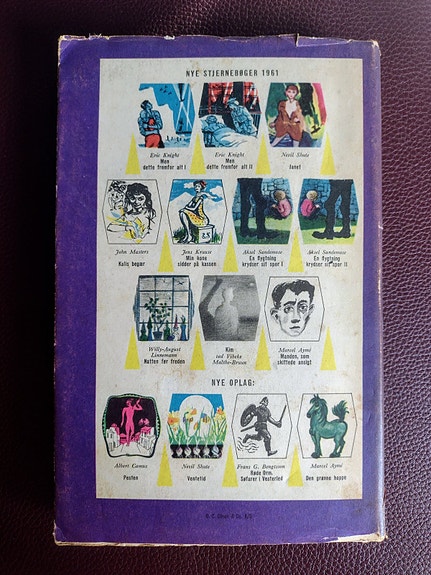 NYE STJERNEBØGER 1961
Eric Knight
Men
dette fremfor alt I
Eric Knight
Men
dette fremfor alt II
Nevil Shute
Janet
John Masters
Kalis begær
Jens Kruuse
Min kone
sidder på kassen
Aksel Sandemose
En flygtning
krydser sit spor I
Aksel Sandemose
En flygtning
krydser sit spor II
Willy-August
Linnemann
Natten før freden
Kim
ved Vibeke
Malthe-Bruun
Marcel Aymé
Manden, som
skiftede ansigt
NYE OPLAG:
Albert Camus
Pesten
Nevil Shute
Ventetid
Frans G. Bengtsson
Røde Orm.
Søfarer i Vesterled
Marcel Aymé
Den grønne hoppe